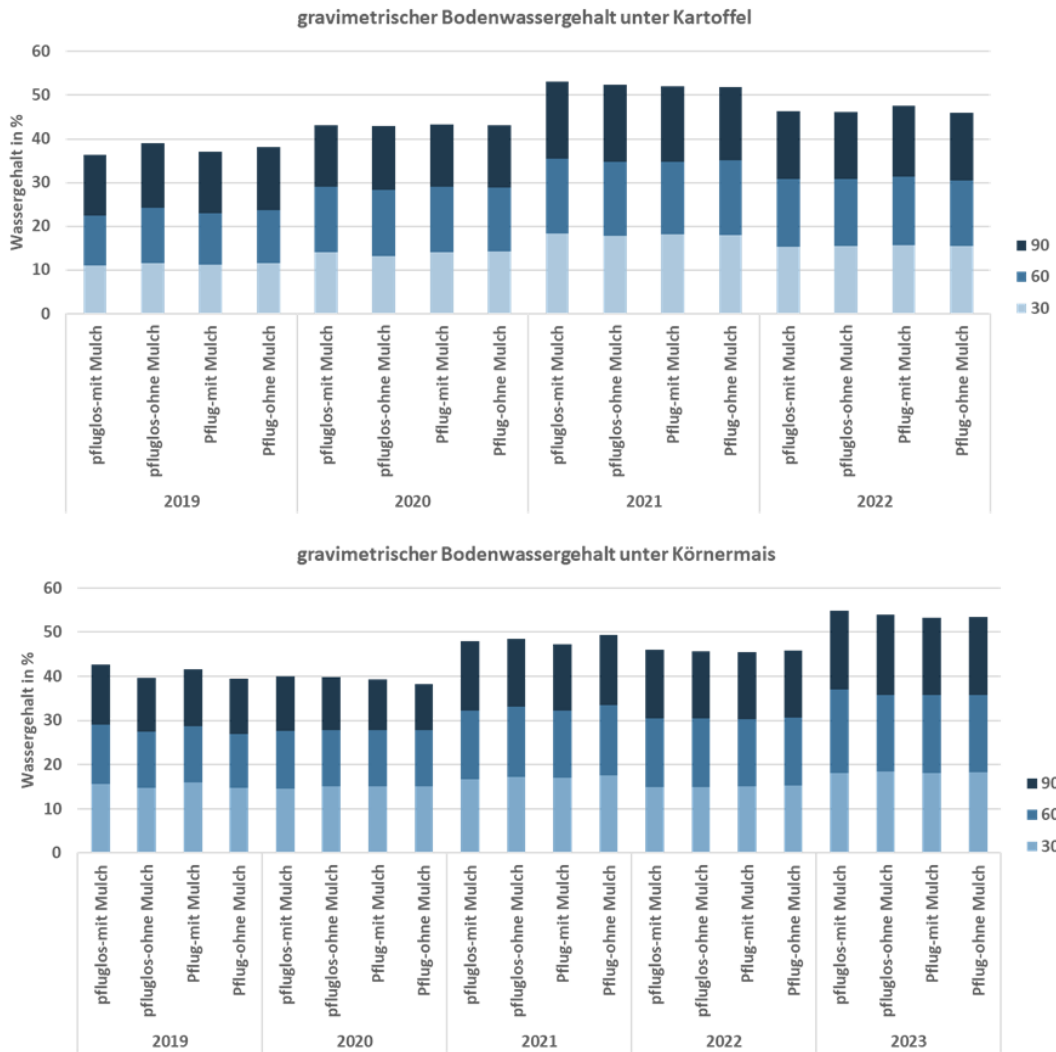 gravimetrischer Bodenwassergehalt unter Kartoffel
Wassergehalt in %
60
50
40
30
20
10
0
90
60
30
pfluglos-mit Mulch
pfluglos-ohne Mulch
Pflug-mit Mulch
Pflug-ohne Mulch
pfluglos-mit Mulch
pfluglos-ohne Mulch
Pflug-mit Mulch
Pflug-ohne Mulch
pfluglos-mit Mulch
pfluglos-ohne Mulch
Pflug-mit Mulch
Pflug-ohne Mulch
pfluglos-mit Mulch
pfluglos-ohne Mulch
Pflug-mit Mulch
Pflug-ohne Mulch
2019
2020
2021
2022
gravimetrischer Bodenwassergehalt unter Körnermais
Wassergehalt in %
60
50
40
30
20
10
0
90
60
30
pfluglos-mit Mulch
pfluglos-ohne Mulch
Pflug-mit Mulch
Pflug-ohne Mulch
pfluglos-mit Mulch
pfluglos-ohne Mulch
Pflug-mit Mulch
Pflug-ohne Mulch
pfluglos-mit Mulch
pfluglos-ohne Mulch
Pflug-mit Mulch
Pflug-ohne Mulch
pfluglos-mit Mulch
pfluglos-ohne Mulch
Pflug-mit Mulch
Pflug-ohne Mulch
pfluglos-mit Mulch
pfluglos-ohne Mulch
Pflug-mit Mulch
Pflug-ohne Mulch
2019
2020
2021
2022
2023